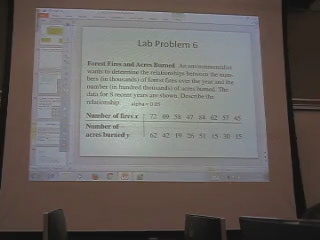 Lab Problem 6
Forest Fires and Acres Burned An environmentalist
wants to determine the relationships between the num-
bers (in thousands) of forest fires over the year and the
number (in hundred thousands) of acres burned. The
data for 8 recent years are shown. Describe the
relationship. alpha = 0.05
Number of fires x 72 69 58 47 84 62 57 45
Number of
acres burned y 62 42 19 26 51 15 30 15